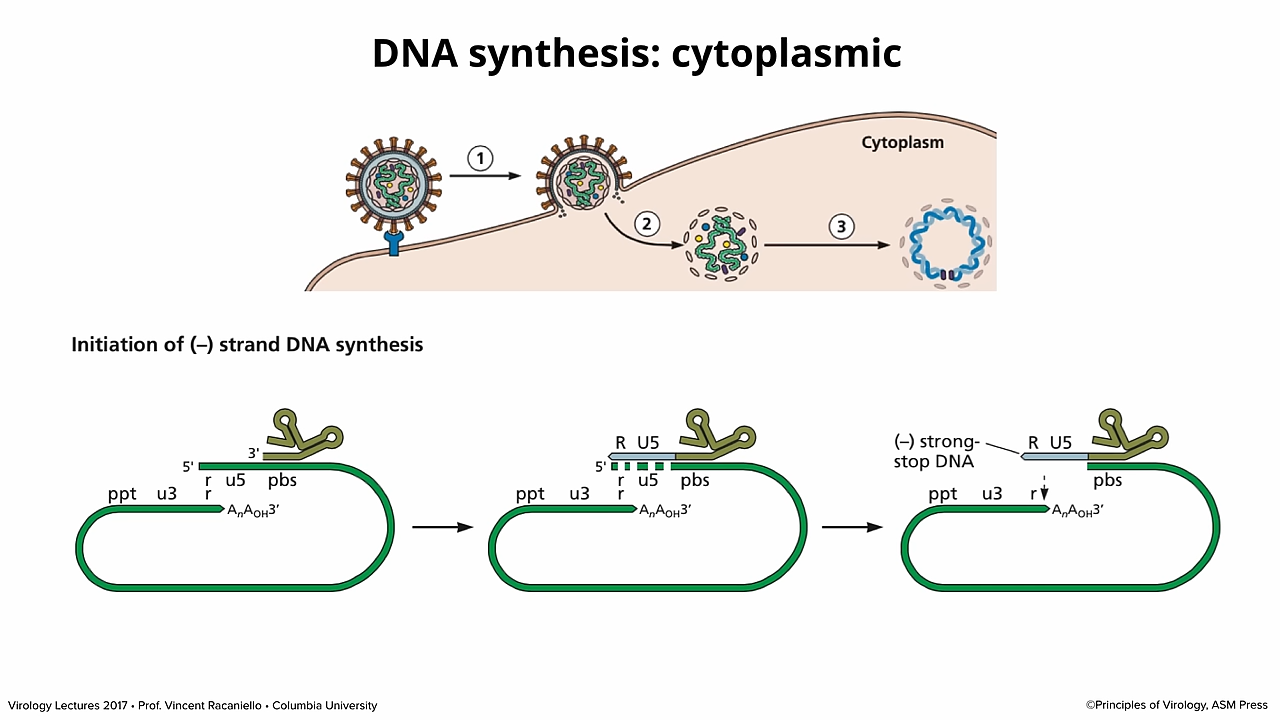 DNA synthesis: cytoplasmic
Cytoplasm
1
2
3
Initiation of (–) strand DNA synthesis
3'
5'
r u5 pbs
ppt u3 r
AnAOH3′
R U5
5'
r u5 pbs
ppt u3 r
AnAOH3′
(–) strong-
stop DNA
R U5
pbs
ppt u3 r
AnAOH3′
Virology Lectures 2017 • Prof. Vincent Racaniello • Columbia University
©Principles of Virology, ASM Press